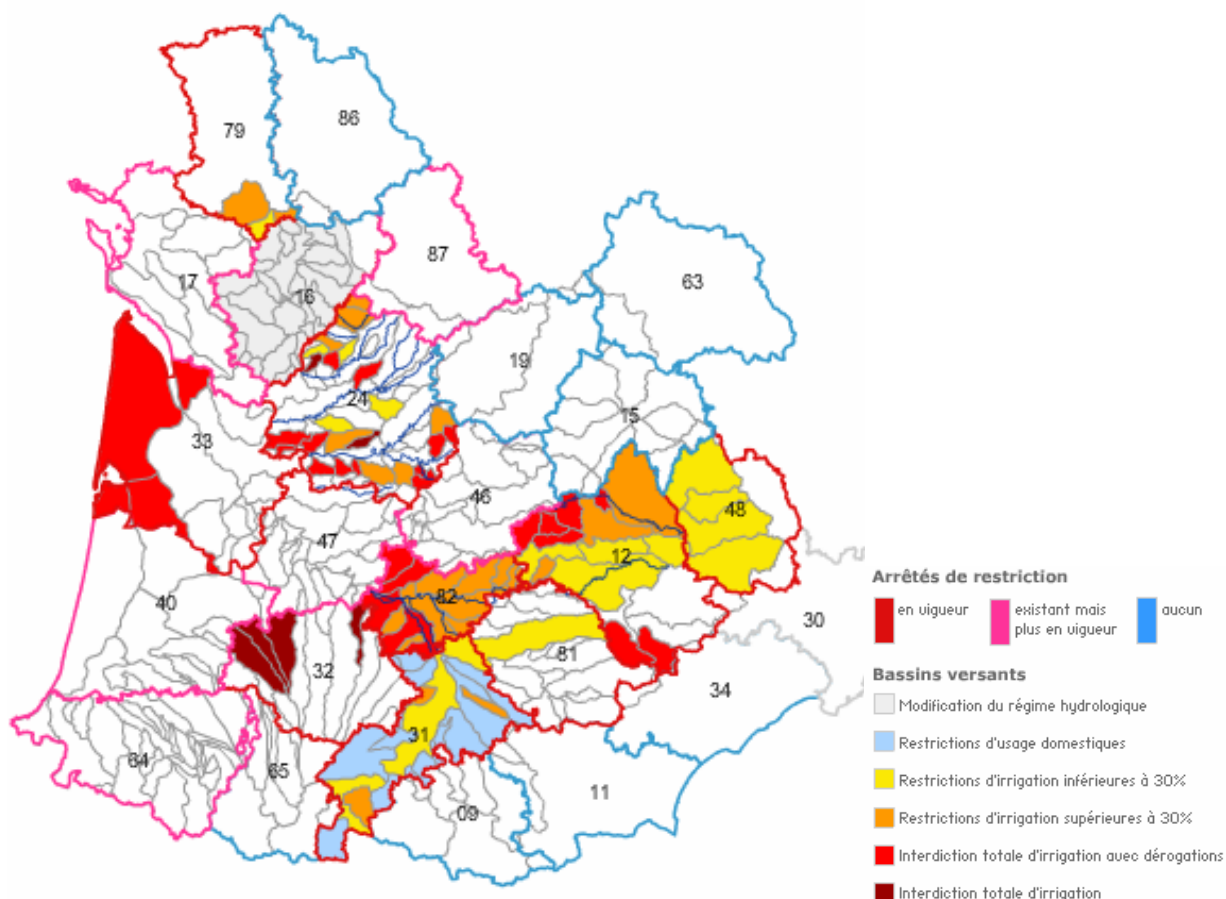 79
86
87
17
16
63
19
24
15
33
46
48
47
12
40
82
30
32
81
34
31
64
65
09
11
Arrêtés de restriction
en vigueur
existant mais
plus en vigueur
aucun
Bassins versants
Modification du régime hydrologique
Restrictions d'usage domestiques
Restrictions d'irrigation inférieures à 30%
Restrictions d'irrigation supérieures à 30%
Interdiction totale d'irrigation avec dérogations
Interdiction totale d'irrigation